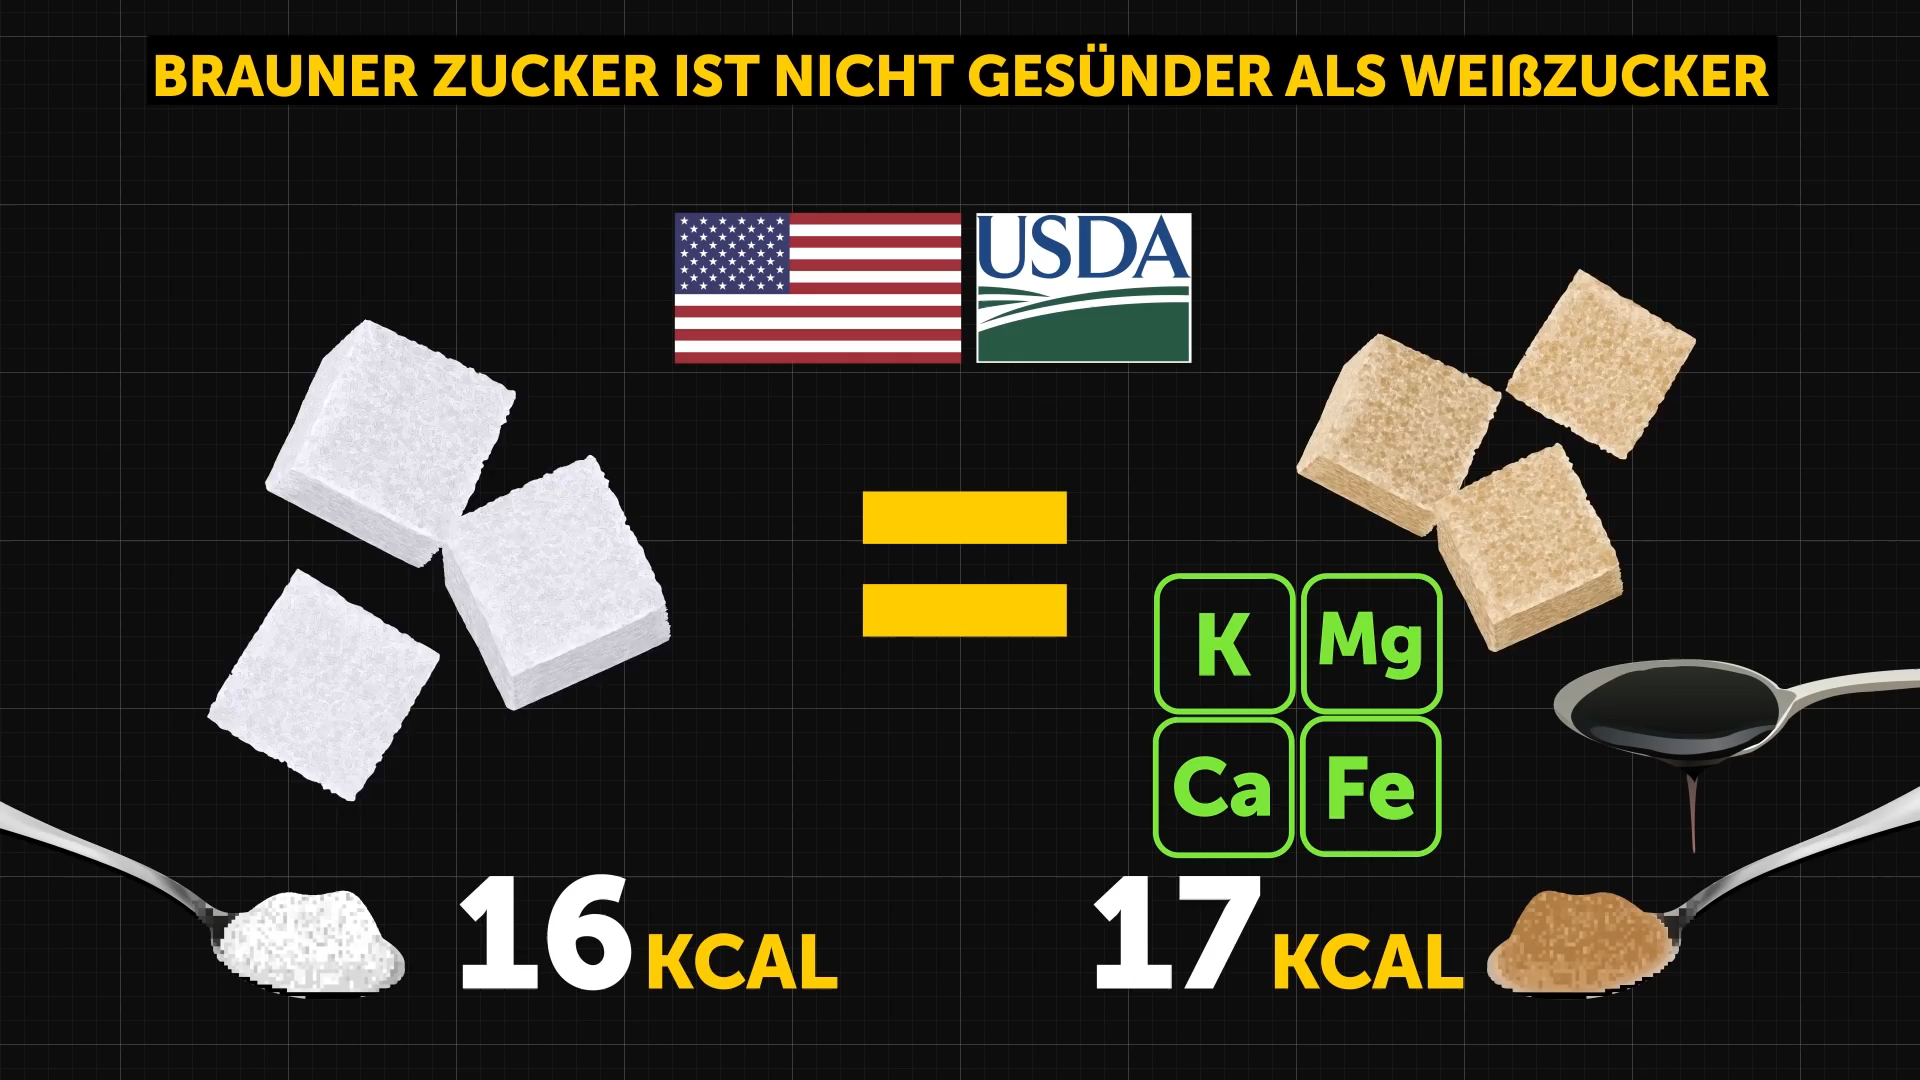 BRAUNER ZUCKER IST NICHT GESÜNDER ALS WEIßZUCKER
USDA
K Mg
Ca Fe
16 KCAL
17 KCAL